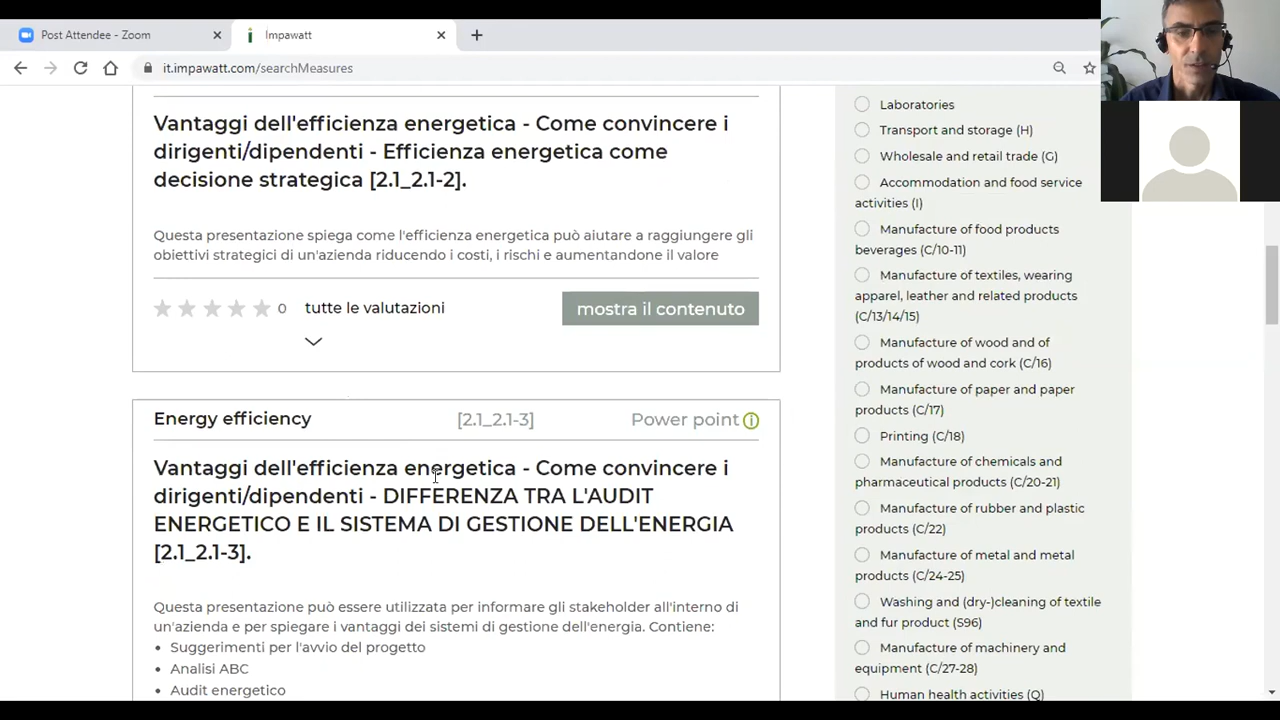 Post Attendee - Zoom
Impawatt
it.impawatt.com/searchMeasures
Vantaggi dell'efficienza energetica - Come convincere i
dirigenti/dipendenti - Efficienza energetica come
decisione strategica [2.1_2.1-2].
Questa presentazione spiega come l'efficienza energetica può aiutare a raggiungere gli
obiettivi strategici di un'azienda riducendo i costi, i rischi e aumentandone il valore
0 tutte le valutazioni
mostra il contenuto
Energy efficiency
[2.1_2.1-3]
Power point
Vantaggi dell'efficienza energetica - Come convincere i
dirigenti/dipendenti - DIFFERENZA TRA L'AUDIT
ENERGETICO E IL SISTEMA DI GESTIONE DELL'ENERGIA
[2.1_2.1-3].
Questa presentazione può essere utilizzata per informare gli stakeholder all'interno di
un'azienda e per spiegare i vantaggi dei sistemi di gestione dell'energia. Contiene:
• Suggerimenti per l'avvio del progetto
• Analisi ABC
• Audit energetico
Laboratories
Transport and storage (H)
Wholesale and retail trade (G)
Accommodation and food service
activities (I)
Manufacture of food products
beverages (C/10-11)
Manufacture of textiles, wearing
apparel, leather and related products
(C/13/14/15)
Manufacture of wood and of
products of wood and cork (C/16)
Manufacture of paper and paper
products (C/17)
Printing (C/18)
Manufacture of chemicals and
pharmaceutical products (C/20-21)
Manufacture of rubber and plastic
products (C/22)
Manufacture of metal and metal
products (C/24-25)
Washing and (dry-)cleaning of textile
and fur product (S96)
Manufacture of machinery and
equipment (C/27-28)
Human health activities (Q)